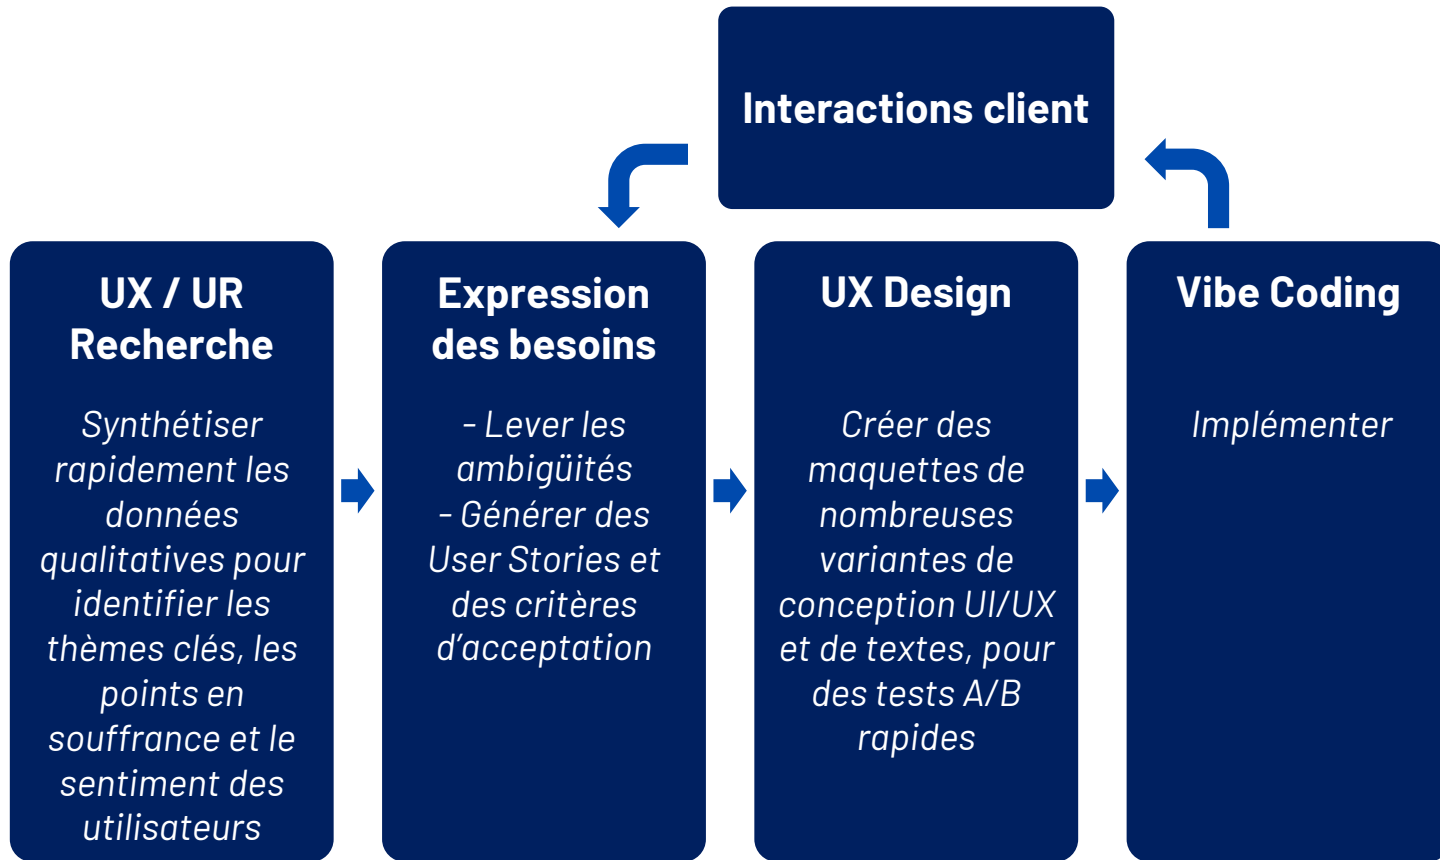 Interactions client
UX / UR
Recherche
Synthétiser
rapidement les
données
qualitatives pour
identifier les
thèmes clés, les
points en
souffrance et le
sentiment des
utilisateurs
Expression
des besoins
- Lever les
ambigüités
- Générer des
User Stories et
des critères
d'acceptation
UX Design
Créer des
maquettes de
nombreuses
variantes de
conception UI/UX
et de textes, pour
des tests A/B
rapides
Vibe Coding
Implémenter